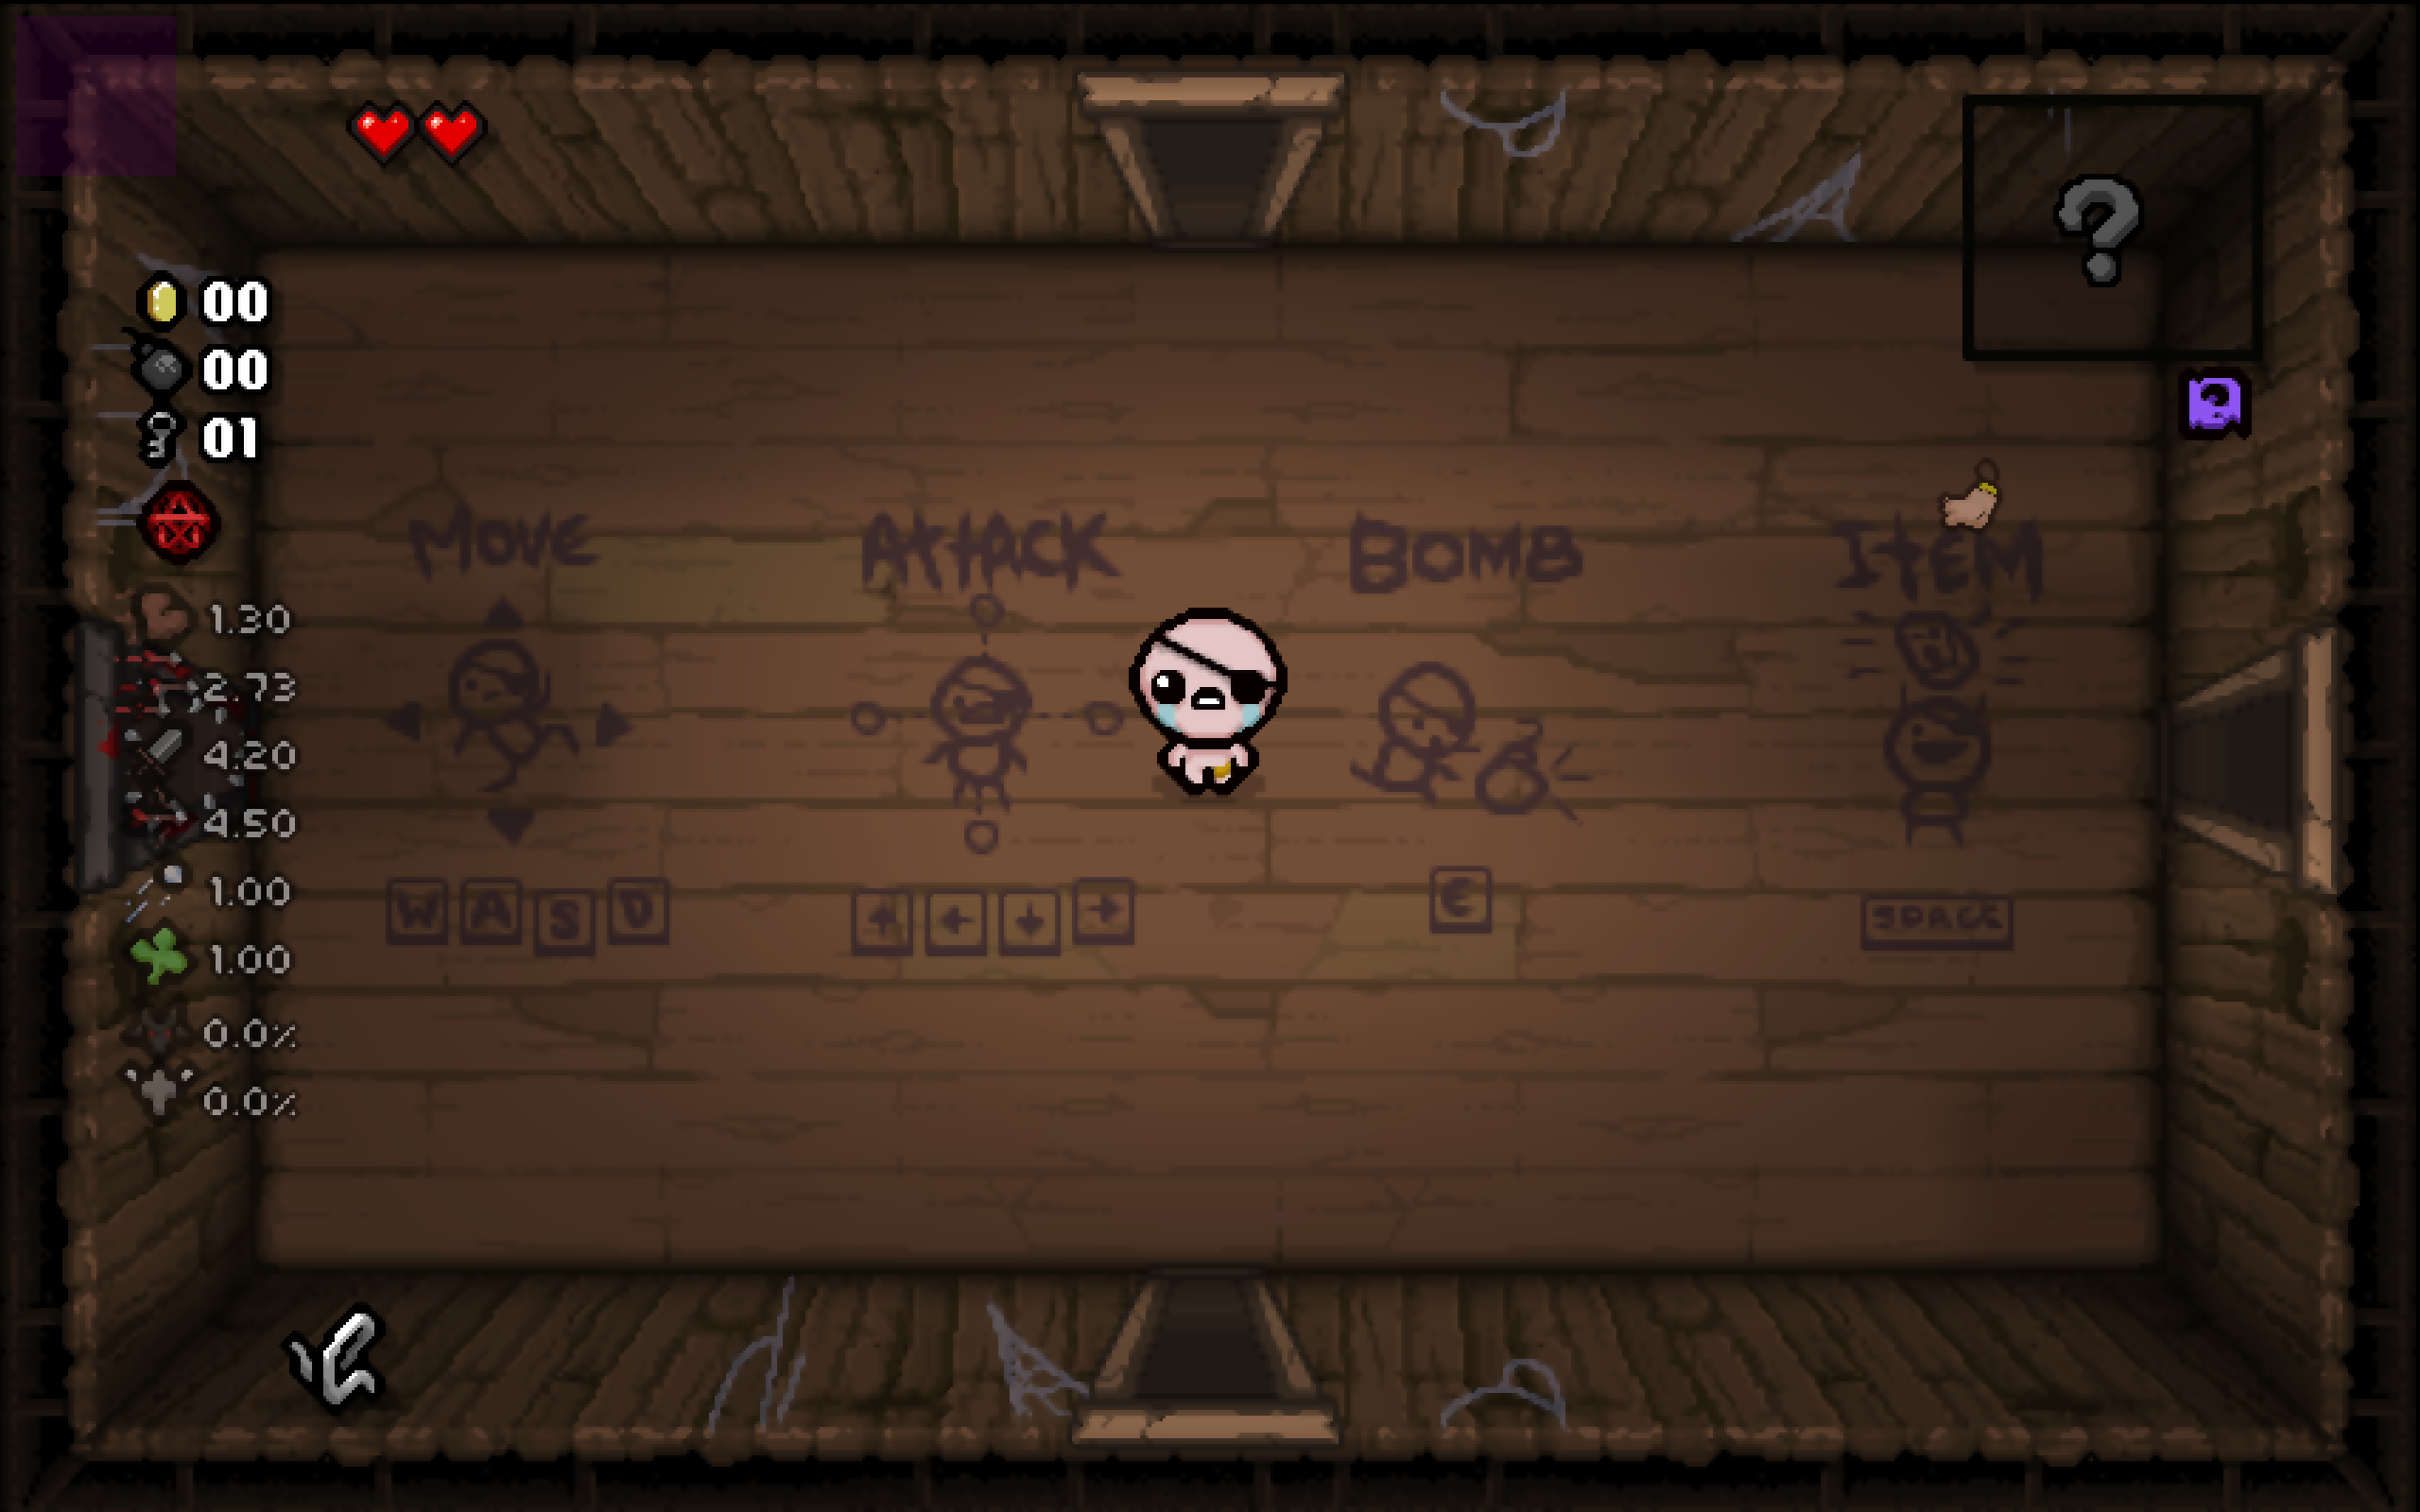 00
00
01
?
MOVE
ATTACK
BOMB
ITEM
1.30
2.73
4.20
4.50
1.00
1.00
0.0%
0.0%
W A S D
↑ ← ↓ →
E
SPACE